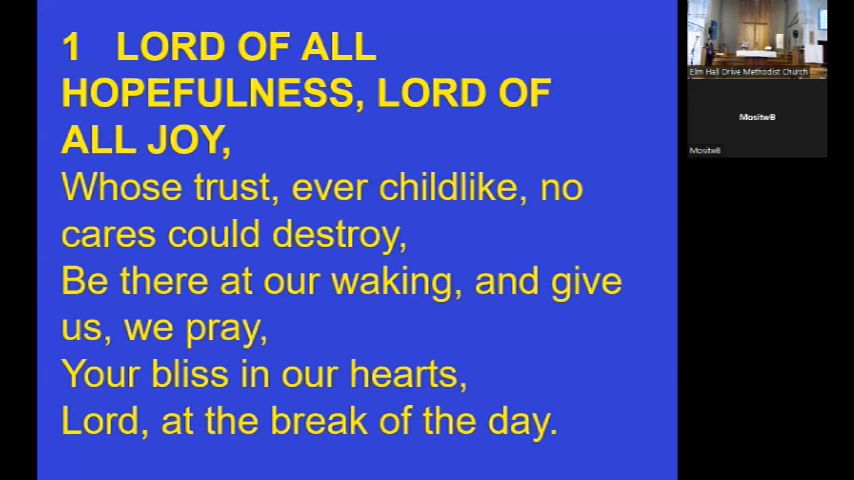 1 LORD OF ALL
HOPEFULNESS, LORD OF
ALL JOY,
Whose trust, ever childlike, no
cares could destroy,
Be there at our waking, and give
us, we pray,
Your bliss in our hearts,
Lord, at the break of the day.
Elm Hall Drive Methodist Church
MositwB
MositwB